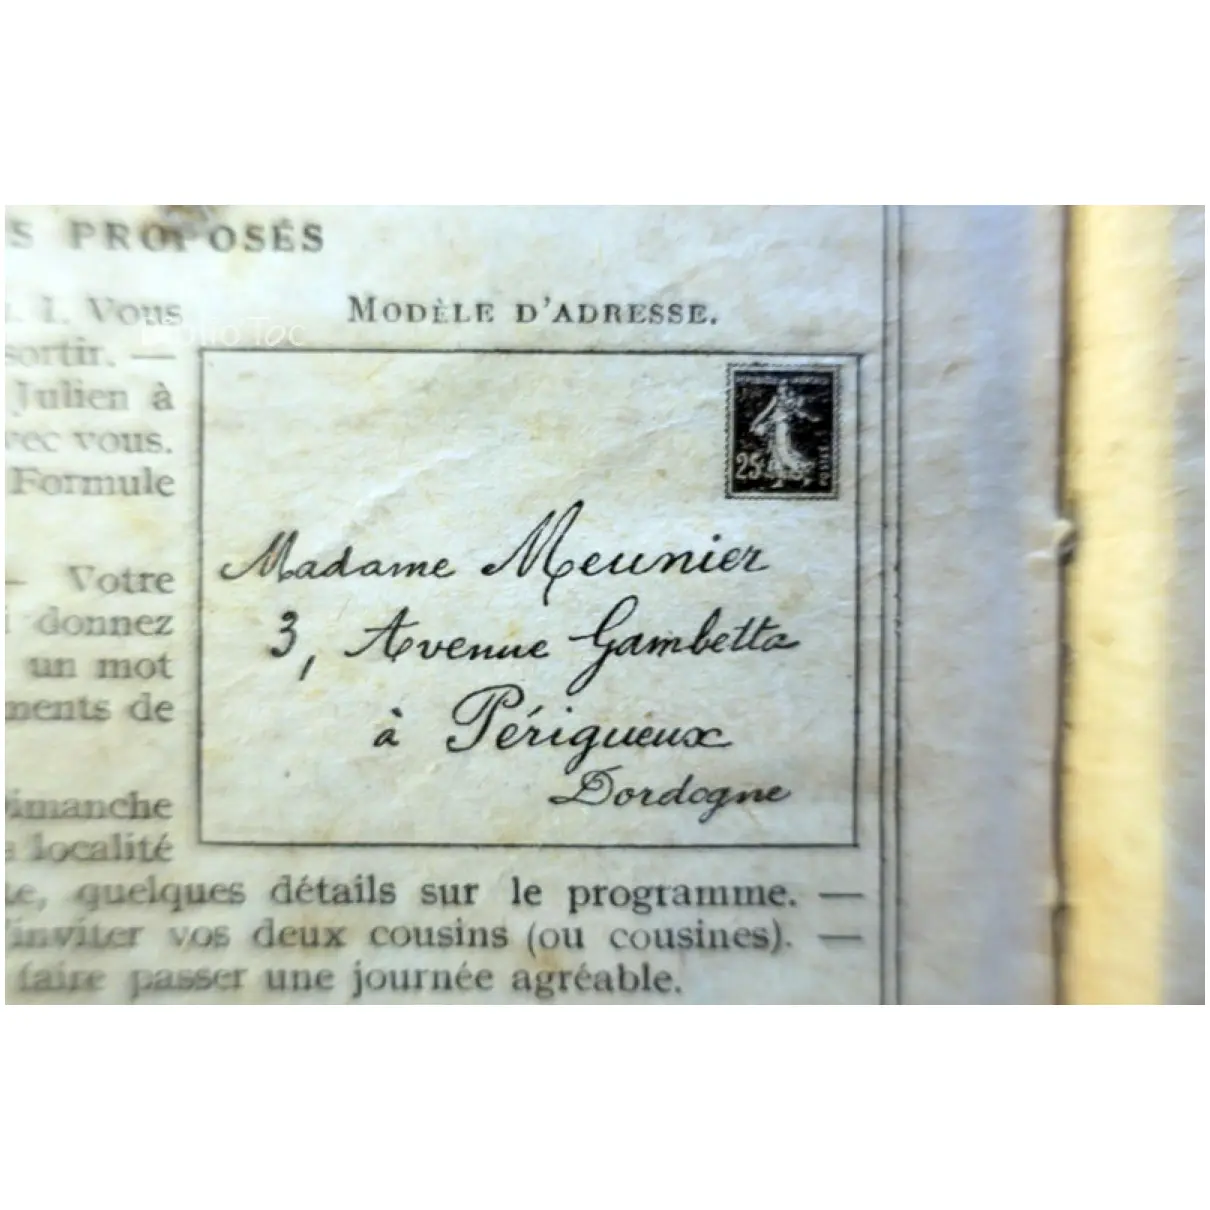 S PROPOSÉS
MODÈLE D'ADRESSE.
I. Vous
sortir. —
Julien à
vec vous.
Formule
— Votre
i donnez
un mot
ments de
imanche
localité
25
Madame Meunier
3, Avenue Gambetta
à Périgueux
Dordogne
e, quelques détails sur le programme. —
'inviter vos deux cousins (ou cousines). —
faire passer une journée agréable.